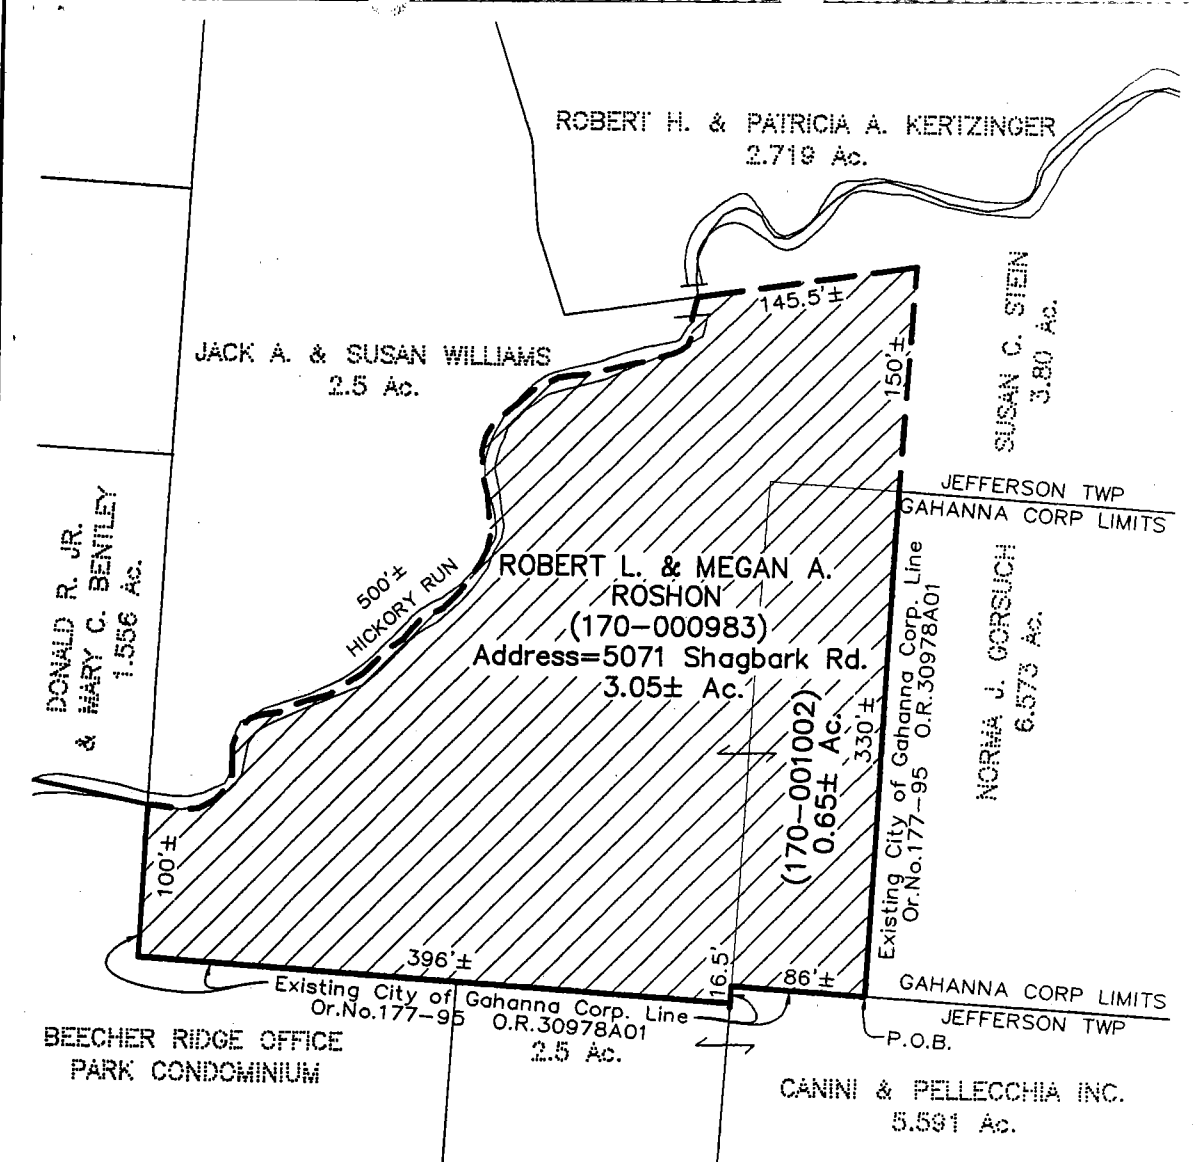 ROBERT H. & PATRICIA A. KERTZINGER
2.719 Ac.
SUSAN C. STEIN
3.80 Ac.
145.5'±
150'±
JACK A. & SUSAN WILLIAMS
2.5 Ac.
JEFFERSON TWP
GAHANNA CORP LIMITS
DONALD R. JR.
& MARY C. BENTLEY
1.556 Ac.
500'±
HICKORY RUN
ROBERT L. & MEGAN A.
ROSHON
(170-000983)
Address=5071 Shagbark Rd.
3.05± Ac.
(170-001002)
0.65± Ac.
330'±
Existing City of Gahanna Corp. Line
Or.No.177-95 O.R.30978A01
NORMA J. GORSUCH
6.573 Ac.
100'±
396'±
16.5'
86'±
Existing City of Gahanna Corp. Line
Or.No.177-95 O.R.30978A01
2.5 Ac.
GAHANNA CORP LIMITS
JEFFERSON TWP
P.O.B.
BEECHER RIDGE OFFICE
PARK CONDOMINIUM
CANINI & PELLECCHIA INC.
5.591 Ac.